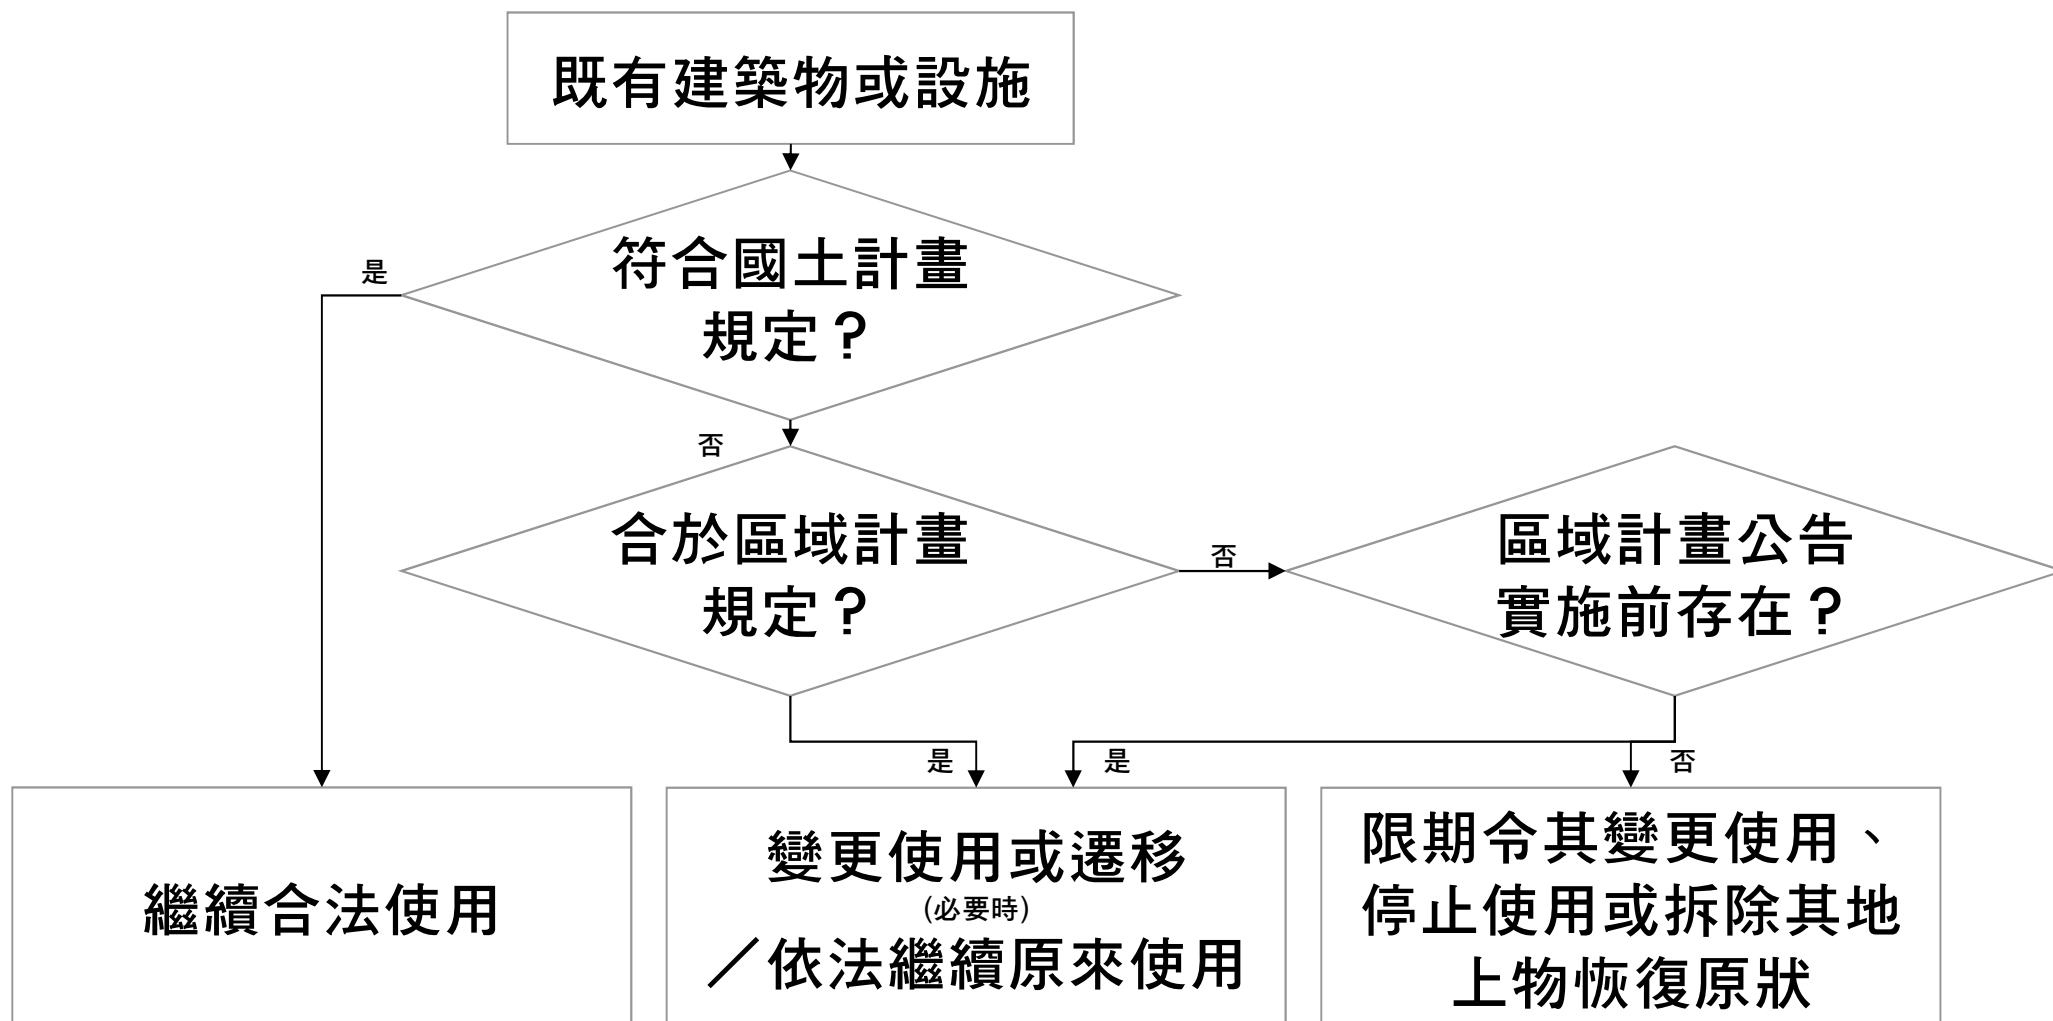 既有建築物或設施
符合國土計畫
規定？
是
否
合於區域計畫
規定？
否
區域計畫公告
實施前存在？
是
是
否
繼續合法使用
變更使用或遷移
(必要時)
／依法繼續原來使用
限期令其變更使用、
停止使用或拆除其地
上物恢復原狀